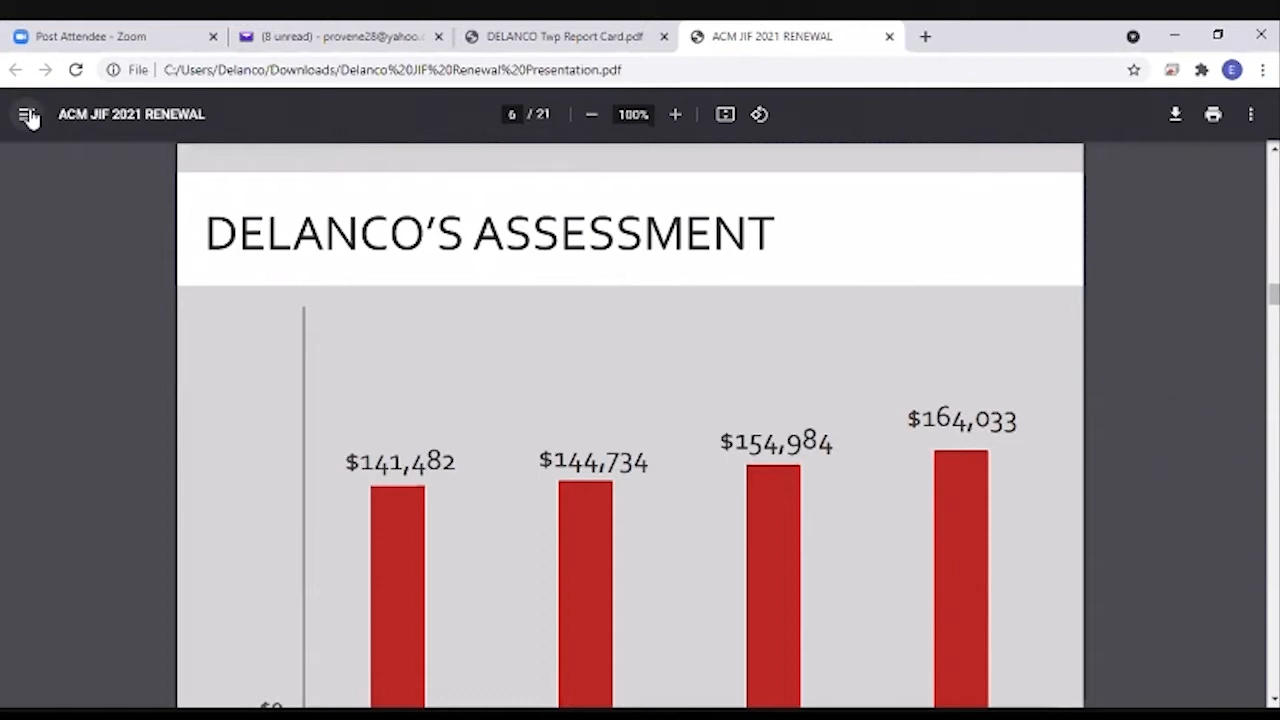 Post Attendee - Zoom
(8 unread) - provene28@yahoo.c
DELANCO Twp Report Card.pdf
ACM JIF 2021 RENEWAL
File
C:/Users/Delanco/Downloads/Delanco%20JIF%20Renewal%20Presentation.pdf
E
ACM JIF 2021 RENEWAL
6 / 21
100%
DELANCO'S ASSESSMENT
$141,482
$144,734
$154,984
$164,033
$0